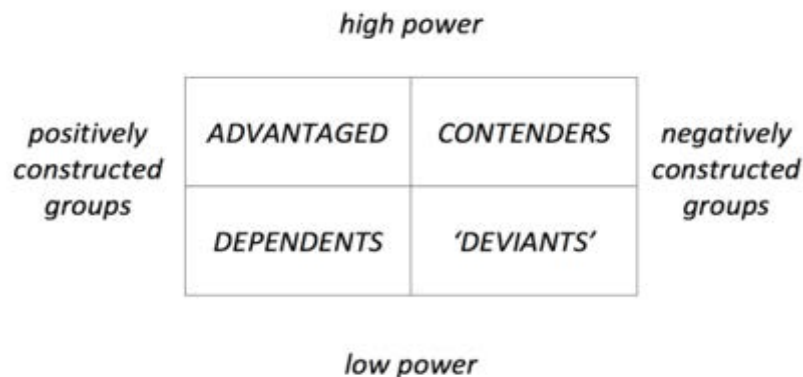 high power
positively
constructed
groups
ADVANTAGED
CONTENDERS
negatively
constructed
groups
DEPENDENTS
‘DEVIANTS’
low power